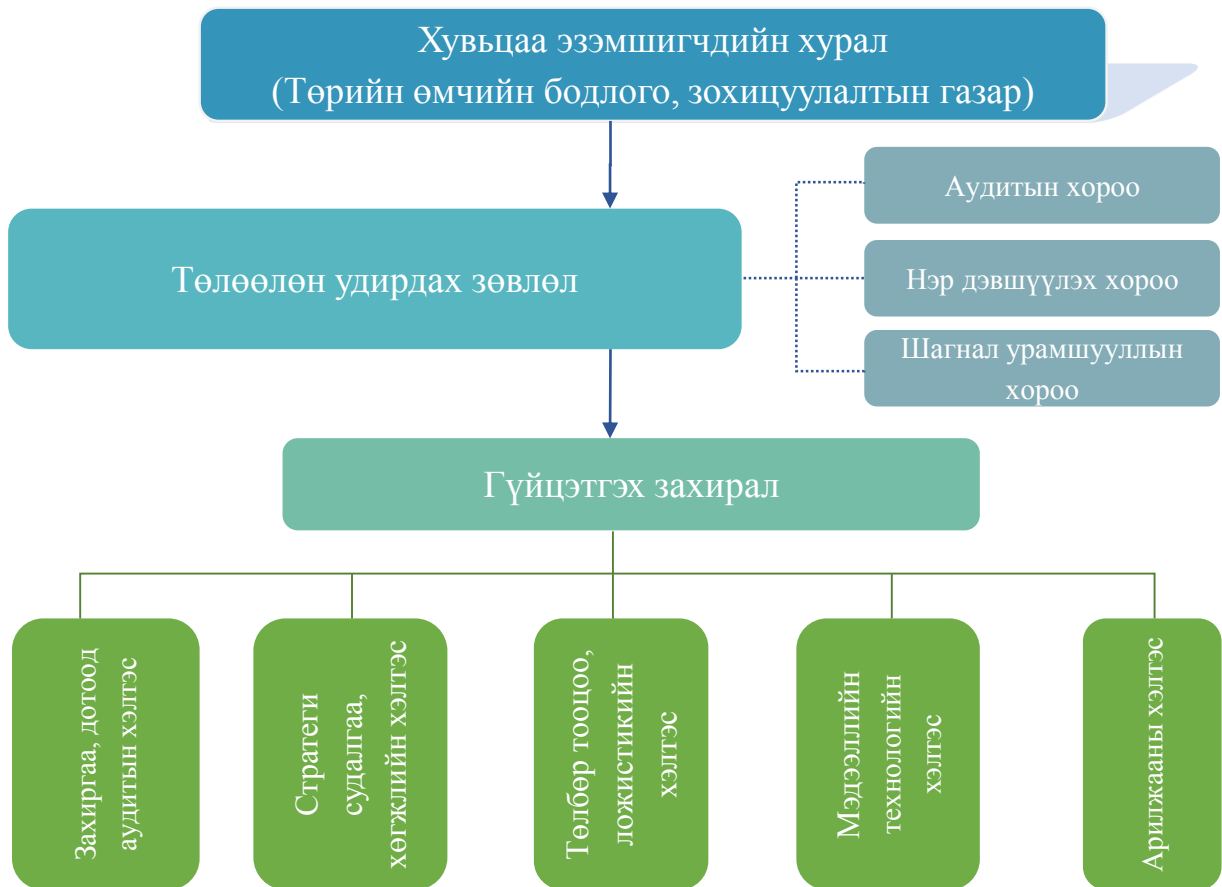 Хувьцаа эзэмшигчдийн хурал
(Төрийн өмчийн бодлого, зохицуулалтын газар)
Аудитын хороо
Төлөөлөн удирдах зөвлөл
Нэр дэвшүүлэх хороо
Шагнал урамшууллын
хороо
Гүйцэтгэх захирал
Захиргаа, дотоод
аудитын хэлтэс
Стратеги
судалгаа,
хөгжлийн хэлтэс
Төлбөр тооцоо,
ложистикийн
хэлтэс
Мэдээллийн
технологийн
хэлтэс
Арилжааны хэлтэс